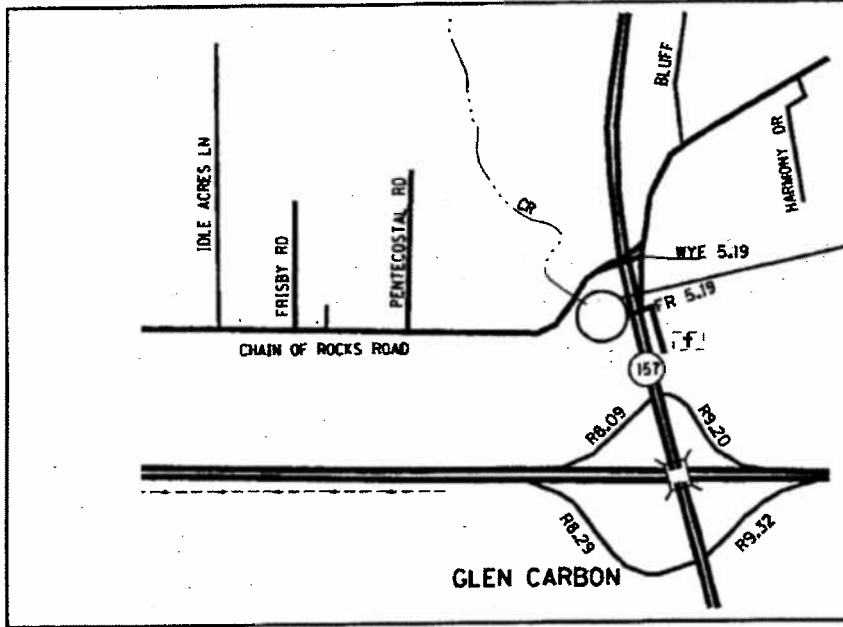 BLUFF
HARMONY DR
IDLE ACRES LN
FRISBY RD
PENTECOSTAL RD
CR
WYE 5.19
FR 5.19
CHAIN OF ROCKS ROAD
f
157
R8.09
R9.20
R8.29
R9.32
GLEN CARBON